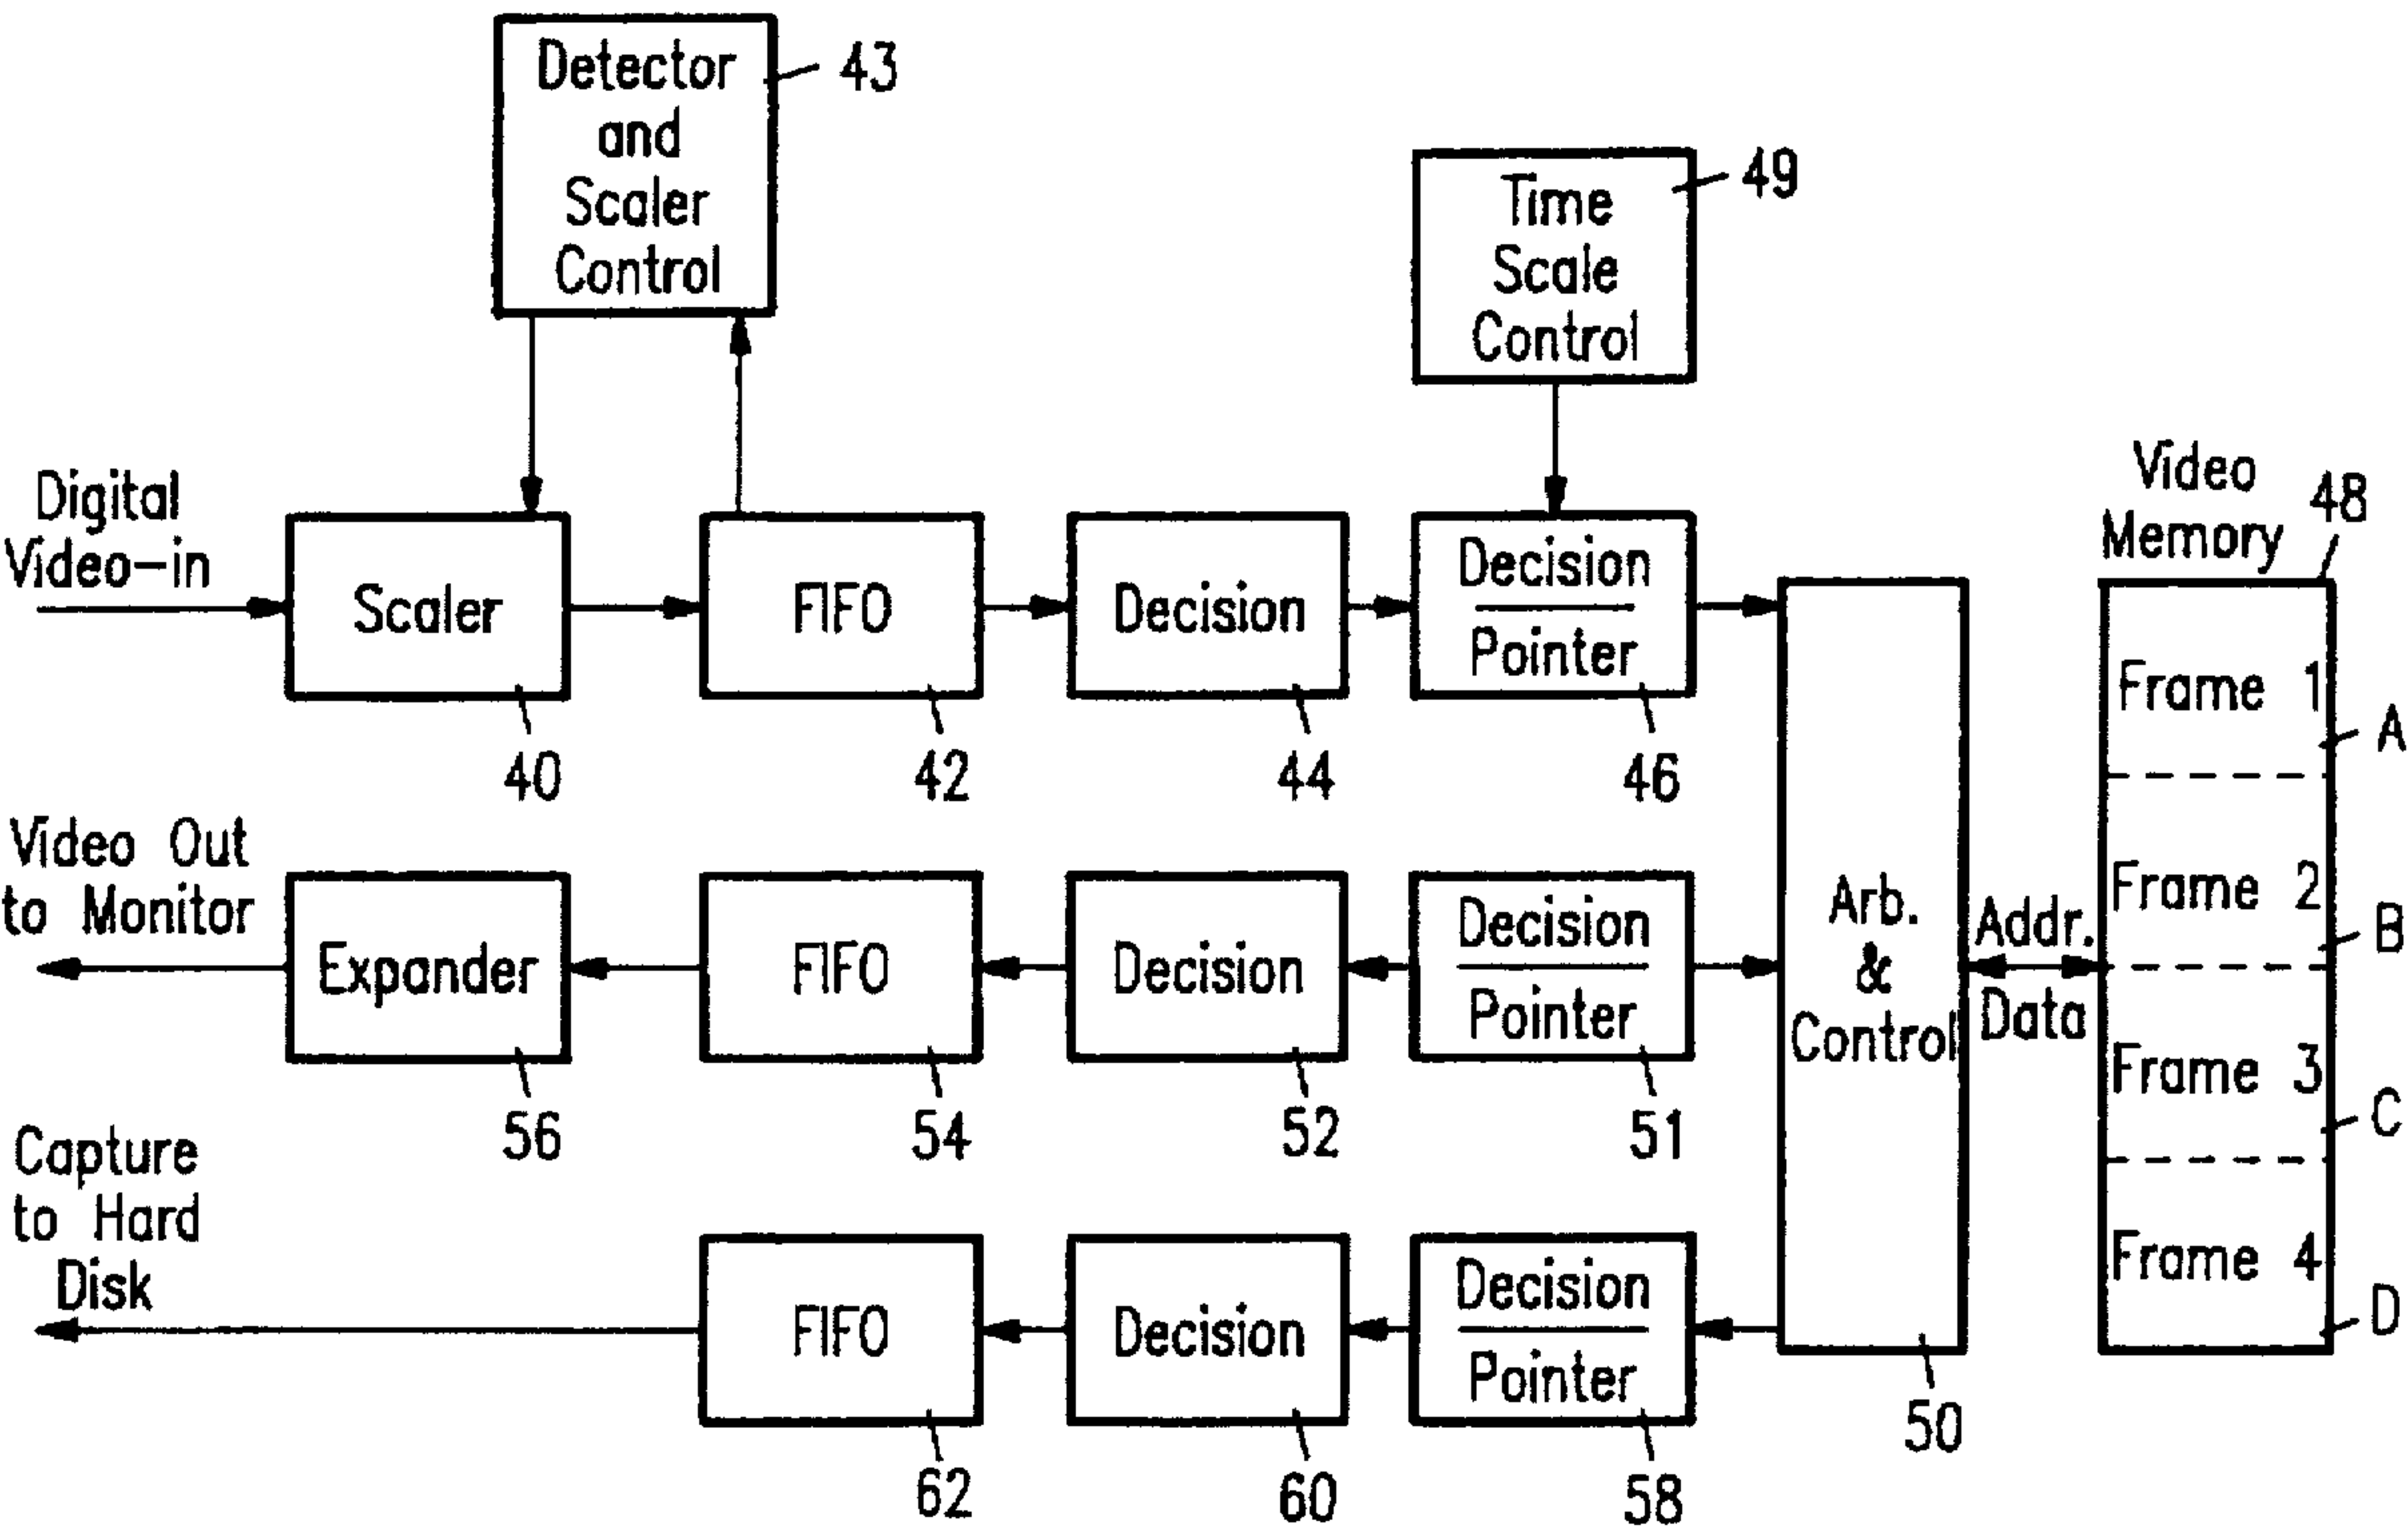 Detector
and
Scaler
Control
43
Time
Scale
Control
49
Digital
Video-in
Scaler
40
FIFO
42
Decision
44
Decision
Pointer
46
Video
Memory
48
Frame 1
A
Frame 2
B
Frame 3
C
Frame 4
D
Addr.
Data
Arb.
&
Control
50
Video Out
to Monitor
Expander
56
FIFO
54
Decision
52
Decision
Pointer
51
Capture
to Hard
Disk
FIFO
62
Decision
60
Decision
Pointer
58